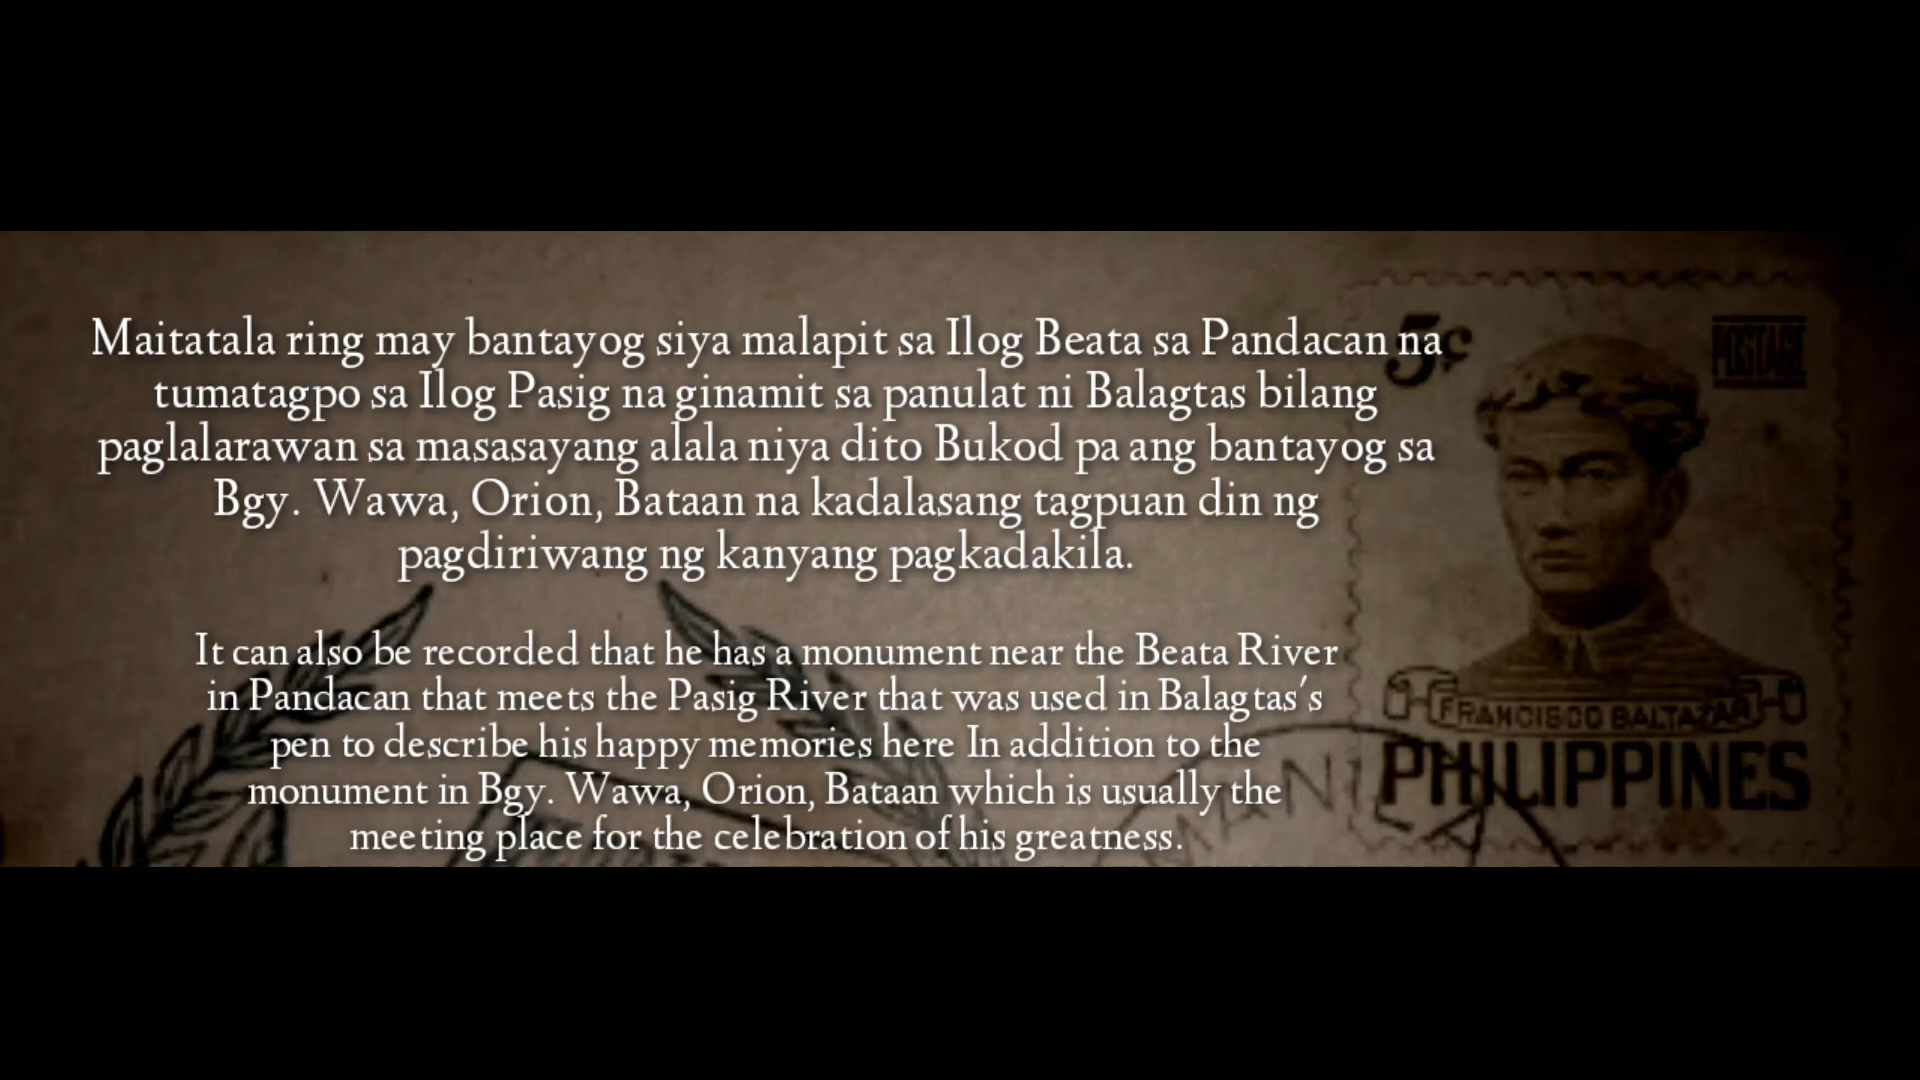 Maitatala ring may bantayog siya malapit sa Ilog Beata sa Pandacan na
tumatagpo sa Ilog Pasig na ginamit sa panulat ni Balagtas bilang
paglalarawan sa masasayang alala niya dito Bukod pa ang bantayog sa
Bgy. Wawa, Orion, Bataan na kadalasang tagpuan din ng
pagdiriwang ng kanyang pagkadakila.
It can also be recorded that he has a monument near the Beata River
in Pandacan that meets the Pasig River that was used in Balagtas's
pen to describe his happy memories here In addition to the
monument in Bgy. Wawa, Orion, Bataan which is usually the
meeting place for the celebration of his greatness.
5c
POSTAGE
FRANCISCO BALTAZAR
PHILIPPINES